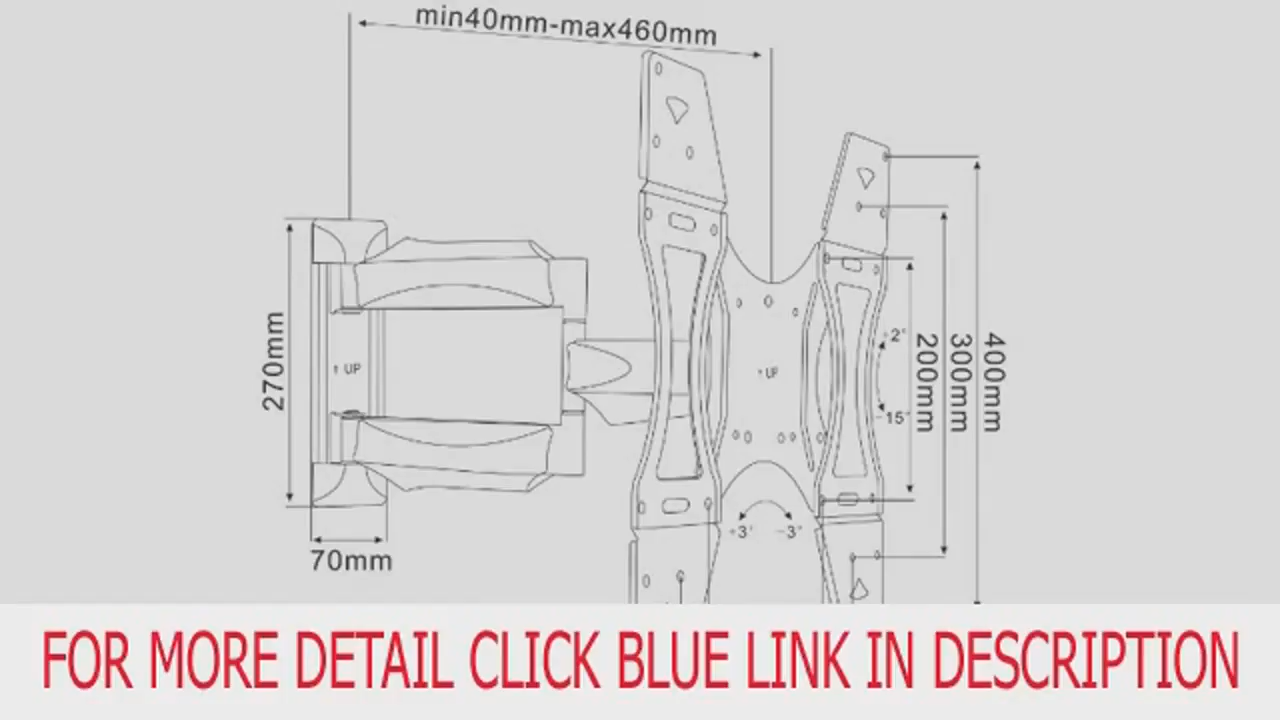 min40mm-max460mm
270mm
↑ UP
↑ UP
+2°
-15°
200mm
300mm
400mm
+3° -3°
70mm
FOR MORE DETAIL CLICK BLUE LINK IN DESCRIPTION